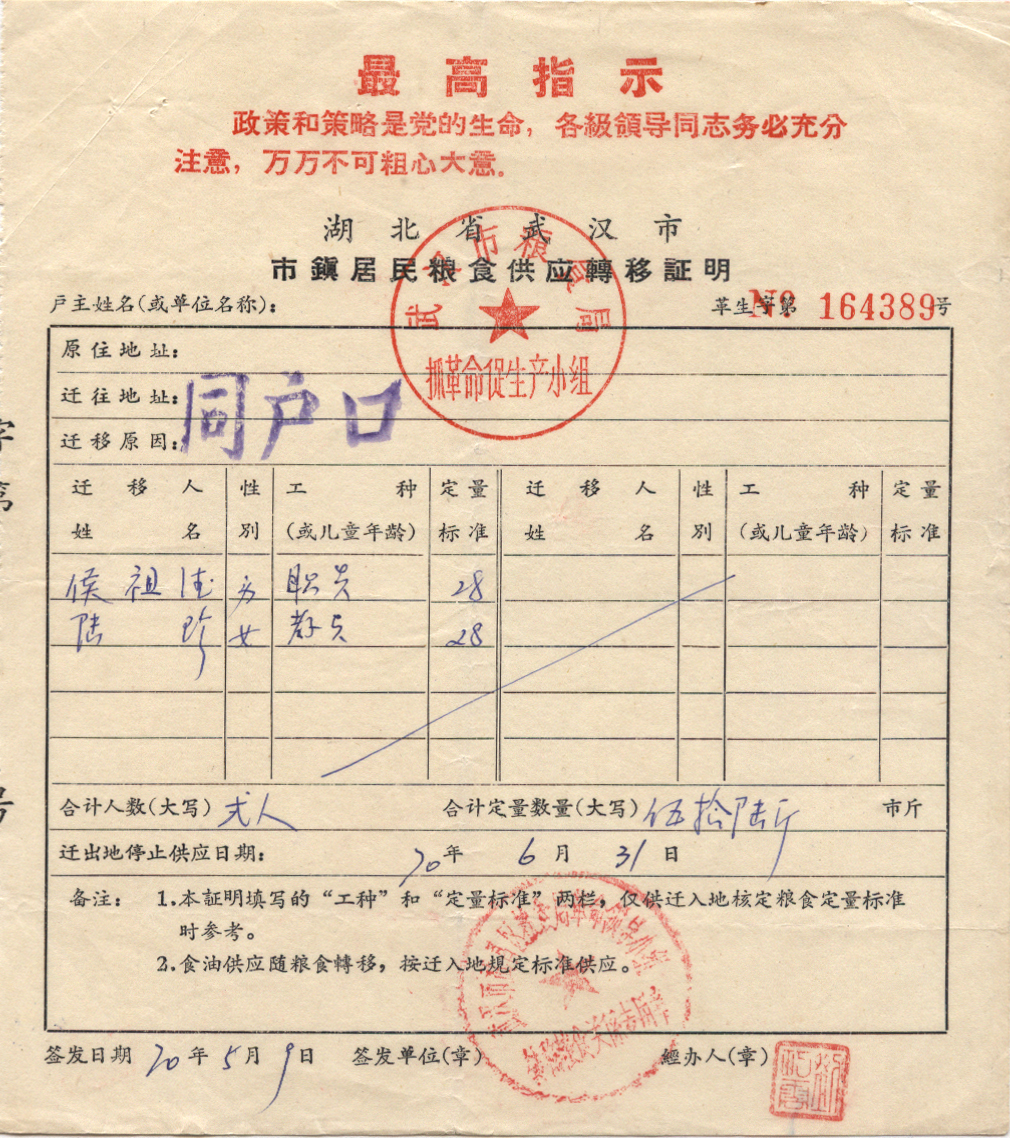 最高指示
政策和策略是党的生命，各級領导同志务必充分
注意，万万不可粗心大意。
湖北省武汉市
市鎮居民粮食供应轉移証明
武汉市粮食局
抓革命促生产小组
户主姓名(或单位名称)：
革生字第 № 164389号
原住地址：
迁往地址：
同户口
迁移原因：
迁移人姓名 性别 工种(或儿童年龄) 定量标准 迁移人姓名 性别 工种(或儿童年龄) 定量标准
侯祖德 男 职员 28
陆珍 女 教员 28
合计人数(大写) 弍人 合计定量数量(大写) 伍拾陆斤 市斤
迁出地停止供应日期： 70年6月31日
备注： 1.本証明填写的“工种”和“定量标准”两栏，仅供迁入地核定粮食定量标准
时参考。
2.食油供应随粮食轉移，按迁入地规定标准供应。
签发日期 70年5月9日 签发单位(章) 經办人(章)
字第
号